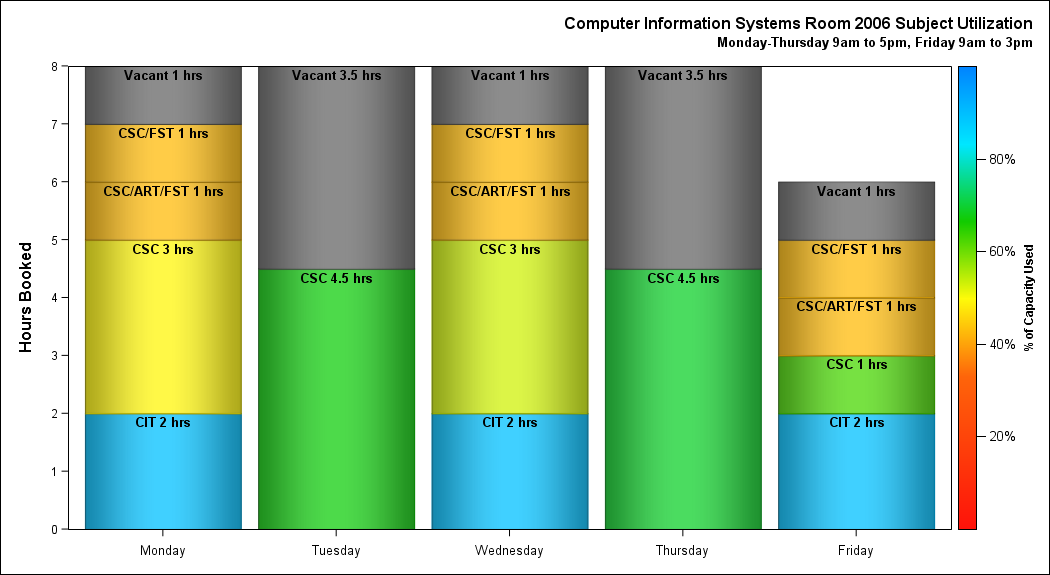 Computer Information Systems Room 2006 Subject Utilization
Monday-Thursday 9am to 5pm, Friday 9am to 3pm
Hours Booked
8
7
6
5
4
3
2
1
0
Vacant 1 hrs
CSC/FST 1 hrs
CSC/ART/FST 1 hrs
CSC 3 hrs
CIT 2 hrs
Vacant 3.5 hrs
CSC 4.5 hrs
Vacant 1 hrs
CSC/FST 1 hrs
CSC/ART/FST 1 hrs
CSC 3 hrs
CIT 2 hrs
Vacant 3.5 hrs
CSC 4.5 hrs
Vacant 1 hrs
CSC/FST 1 hrs
CSC/ART/FST 1 hrs
CSC 1 hrs
CIT 2 hrs
Monday
Tuesday
Wednesday
Thursday
Friday
80%
60%
40%
20%
% of Capacity Used